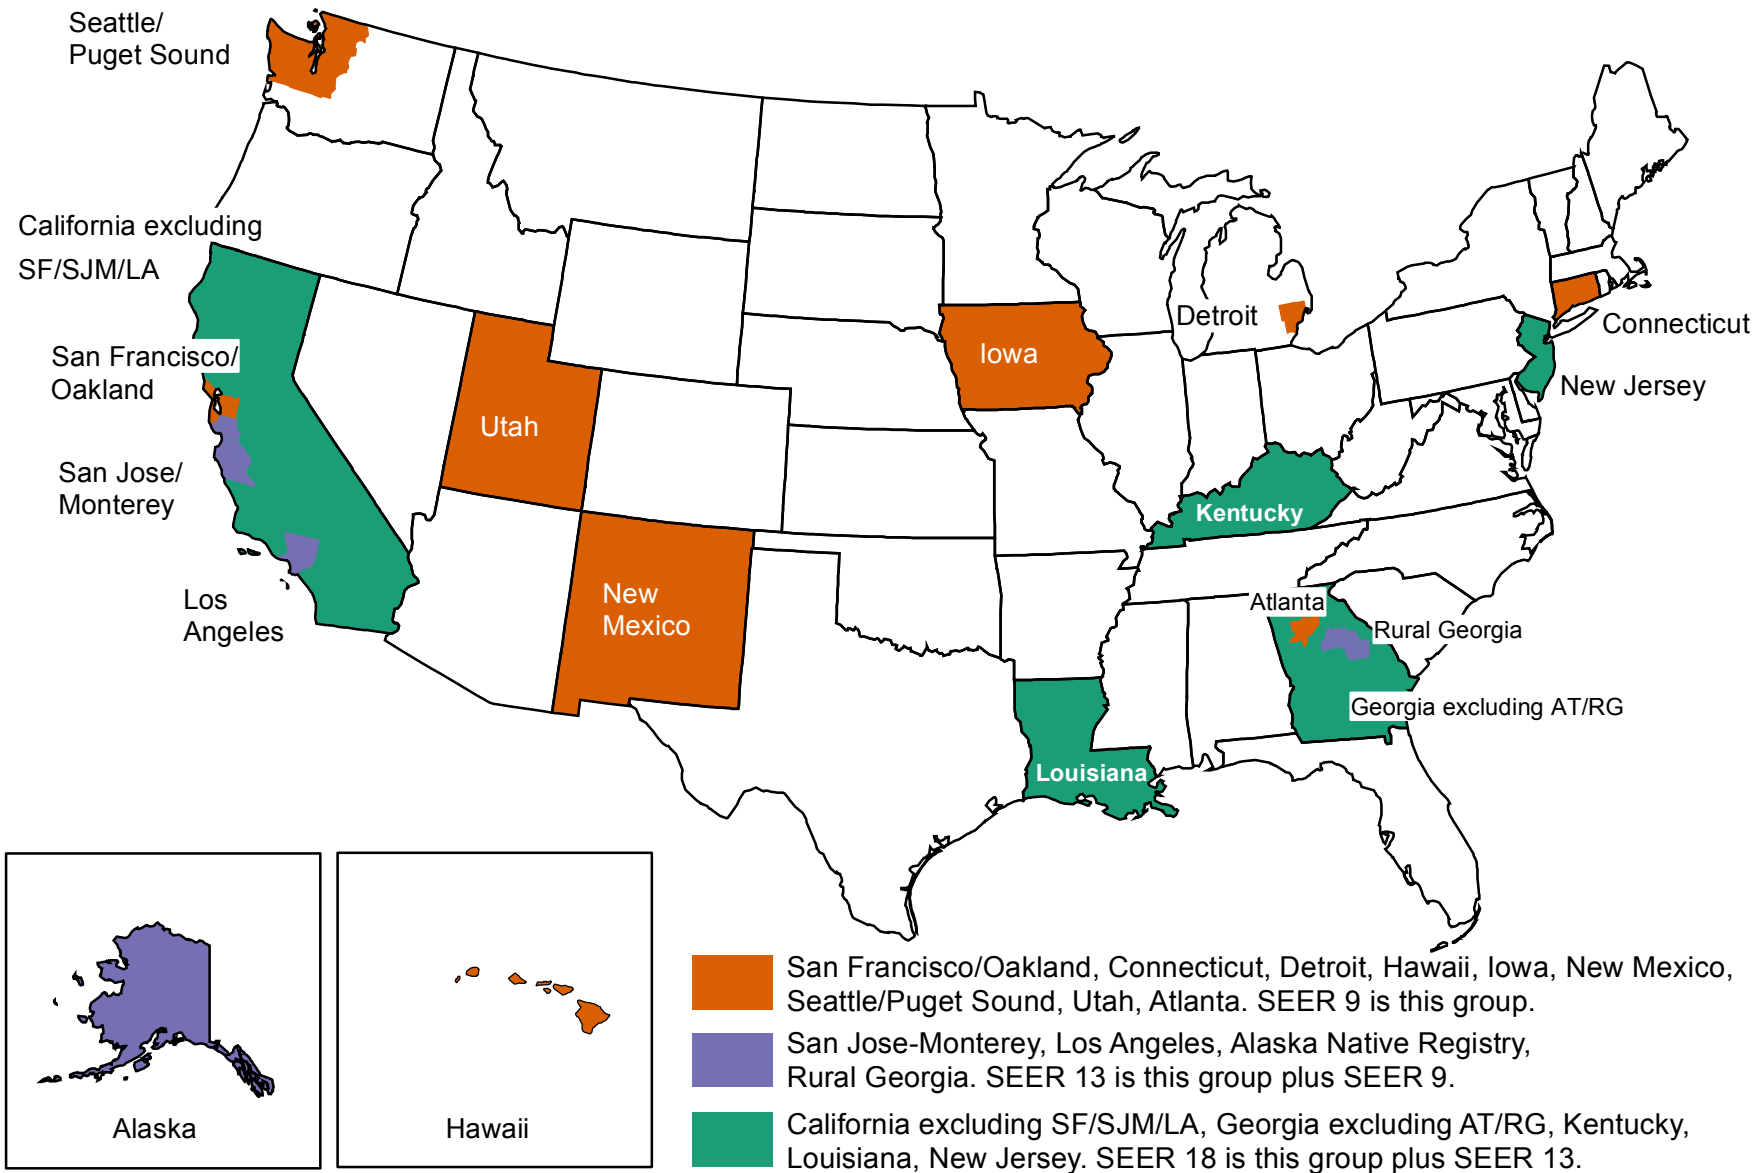 Seattle/
Puget Sound
California excluding
SF/SJM/LA
San Francisco/
Oakland
San Jose/
Monterey
Los
Angeles
Utah
New
Mexico
Iowa
Detroit
Connecticut
New Jersey
Kentucky
Atlanta
Rural Georgia
Georgia excluding AT/RG
Louisiana
Alaska
Hawaii
San Francisco/Oakland, Connecticut, Detroit, Hawaii, Iowa, New Mexico,
Seattle/Puget Sound, Utah, Atlanta. SEER 9 is this group.
San Jose-Monterey, Los Angeles, Alaska Native Registry,
Rural Georgia. SEER 13 is this group plus SEER 9.
California excluding SF/SJM/LA, Georgia excluding AT/RG, Kentucky,
Louisiana, New Jersey. SEER 18 is this group plus SEER 13.